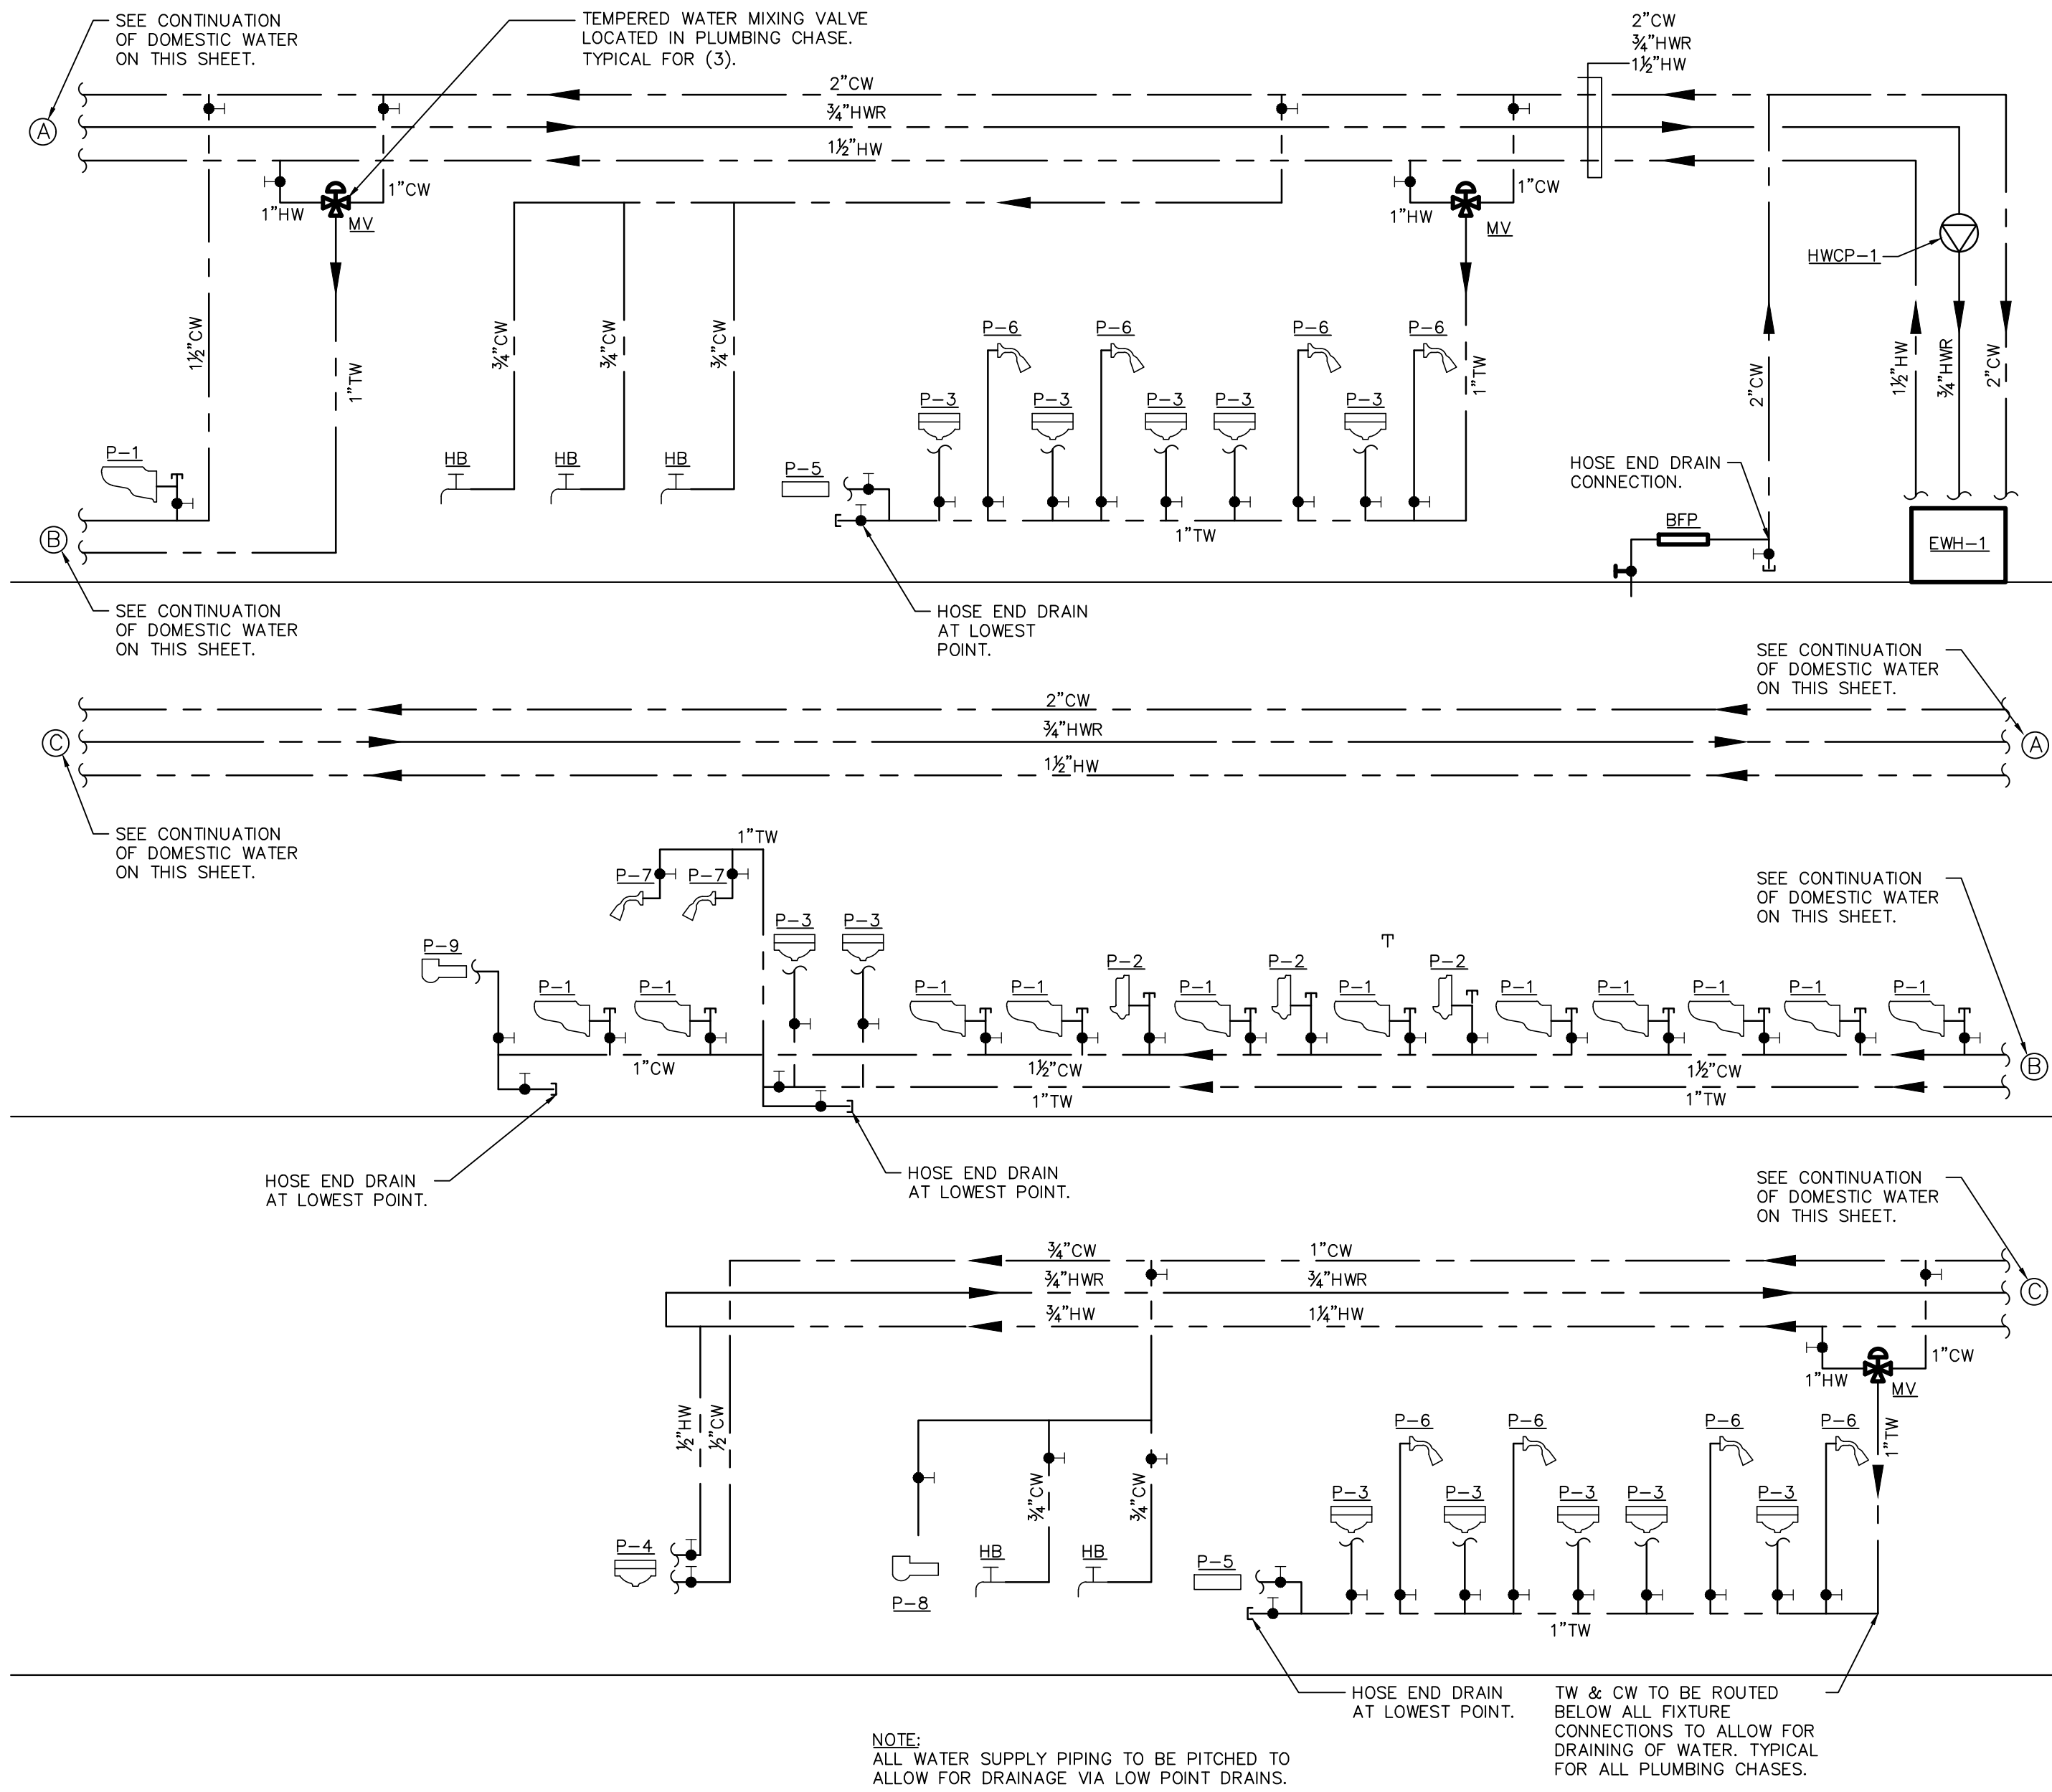 SEE CONTINUATION
OF DOMESTIC WATER
ON THIS SHEET.
TEMPERED WATER MIXING VALVE
LOCATED IN PLUMBING CHASE.
TYPICAL FOR (3).
2"CW
¾"HWR
1½"HW
2"CW
¾"HWR
1½"HW
A
1"CW
1"HW
MV
1"CW
1"HW
MV
HWCP-1
1½"CW
1"TW
¾"CW
¾"CW
¾"CW
P-6
P-6
P-6
P-6
1"TW
2"CW
1½"HW
¾"HWR
2"CW
P-3
P-3
P-3
P-3
P-3
P-1
HB
HB
HB
P-5
HOSE END DRAIN
CONNECTION.
BFP
EWH-1
1"TW
B
SEE CONTINUATION
OF DOMESTIC WATER
ON THIS SHEET.
HOSE END DRAIN
AT LOWEST
POINT.
SEE CONTINUATION
OF DOMESTIC WATER
ON THIS SHEET.
2"CW
¾"HWR
1½"HW
C
A
SEE CONTINUATION
OF DOMESTIC WATER
ON THIS SHEET.
1"TW
P-7
P-7
SEE CONTINUATION
OF DOMESTIC WATER
ON THIS SHEET.
P-3
P-3
P-9
P-2
P-2
P-2
P-1
P-1
P-1
P-1
P-1
P-1
P-1
P-1
P-1
P-1
P-1
1"CW
1½"CW
1½"CW
B
1"TW
1"TW
HOSE END DRAIN
AT LOWEST POINT.
HOSE END DRAIN
AT LOWEST POINT.
SEE CONTINUATION
OF DOMESTIC WATER
ON THIS SHEET.
¾"CW
1"CW
¾"HWR
¾"HWR
¾"HW
1¼"HW
C
1"CW
1"HW
MV
½"HW
½"CW
¾"CW
¾"CW
P-6
P-6
P-6
P-6
1"TW
P-3
P-3
P-3
P-3
P-3
P-4
HB
HB
P-5
P-8
1"TW
HOSE END DRAIN
AT LOWEST POINT.
TW & CW TO BE ROUTED
BELOW ALL FIXTURE
CONNECTIONS TO ALLOW FOR
DRAINING OF WATER. TYPICAL
FOR ALL PLUMBING CHASES.
NOTE:
ALL WATER SUPPLY PIPING TO BE PITCHED TO
ALLOW FOR DRAINAGE VIA LOW POINT DRAINS.